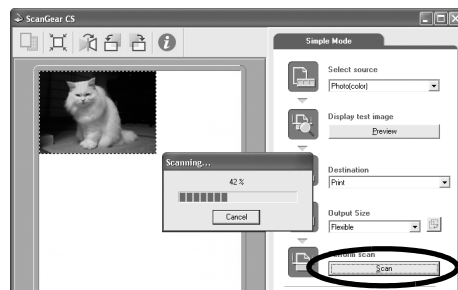 ScanGear CS
Simple Mode
Select source
Photo(color)
Display test image
Preview
Scanning...
42 %
Cancel
Destination
Print
Output Size
Flexible
Scan